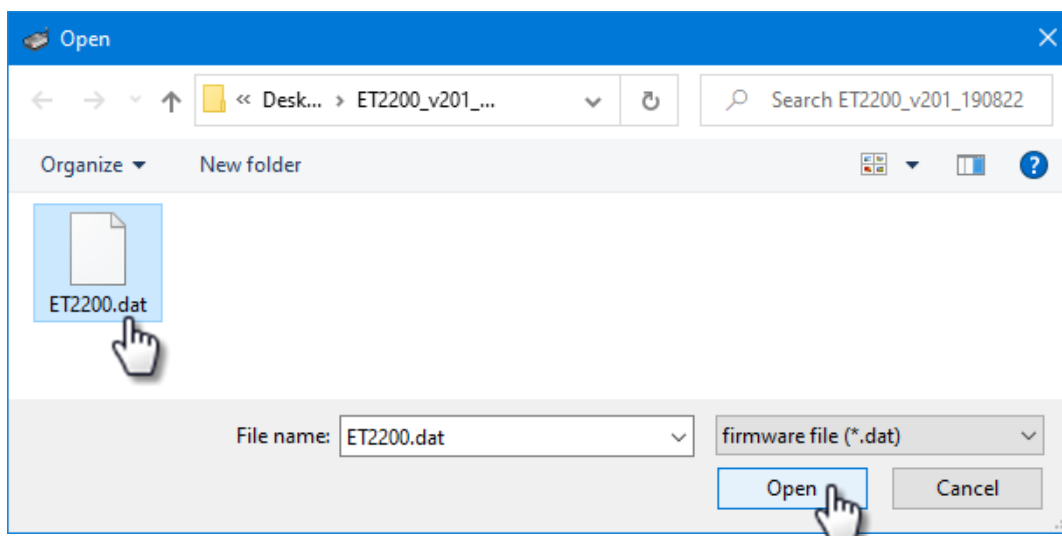 Open
« Desk... › ET2200_v201_... Search ET2200_v201_190822
Organize New folder ?
ET2200.dat
File name: ET2200.dat firmware file (*.dat)
Open Cancel